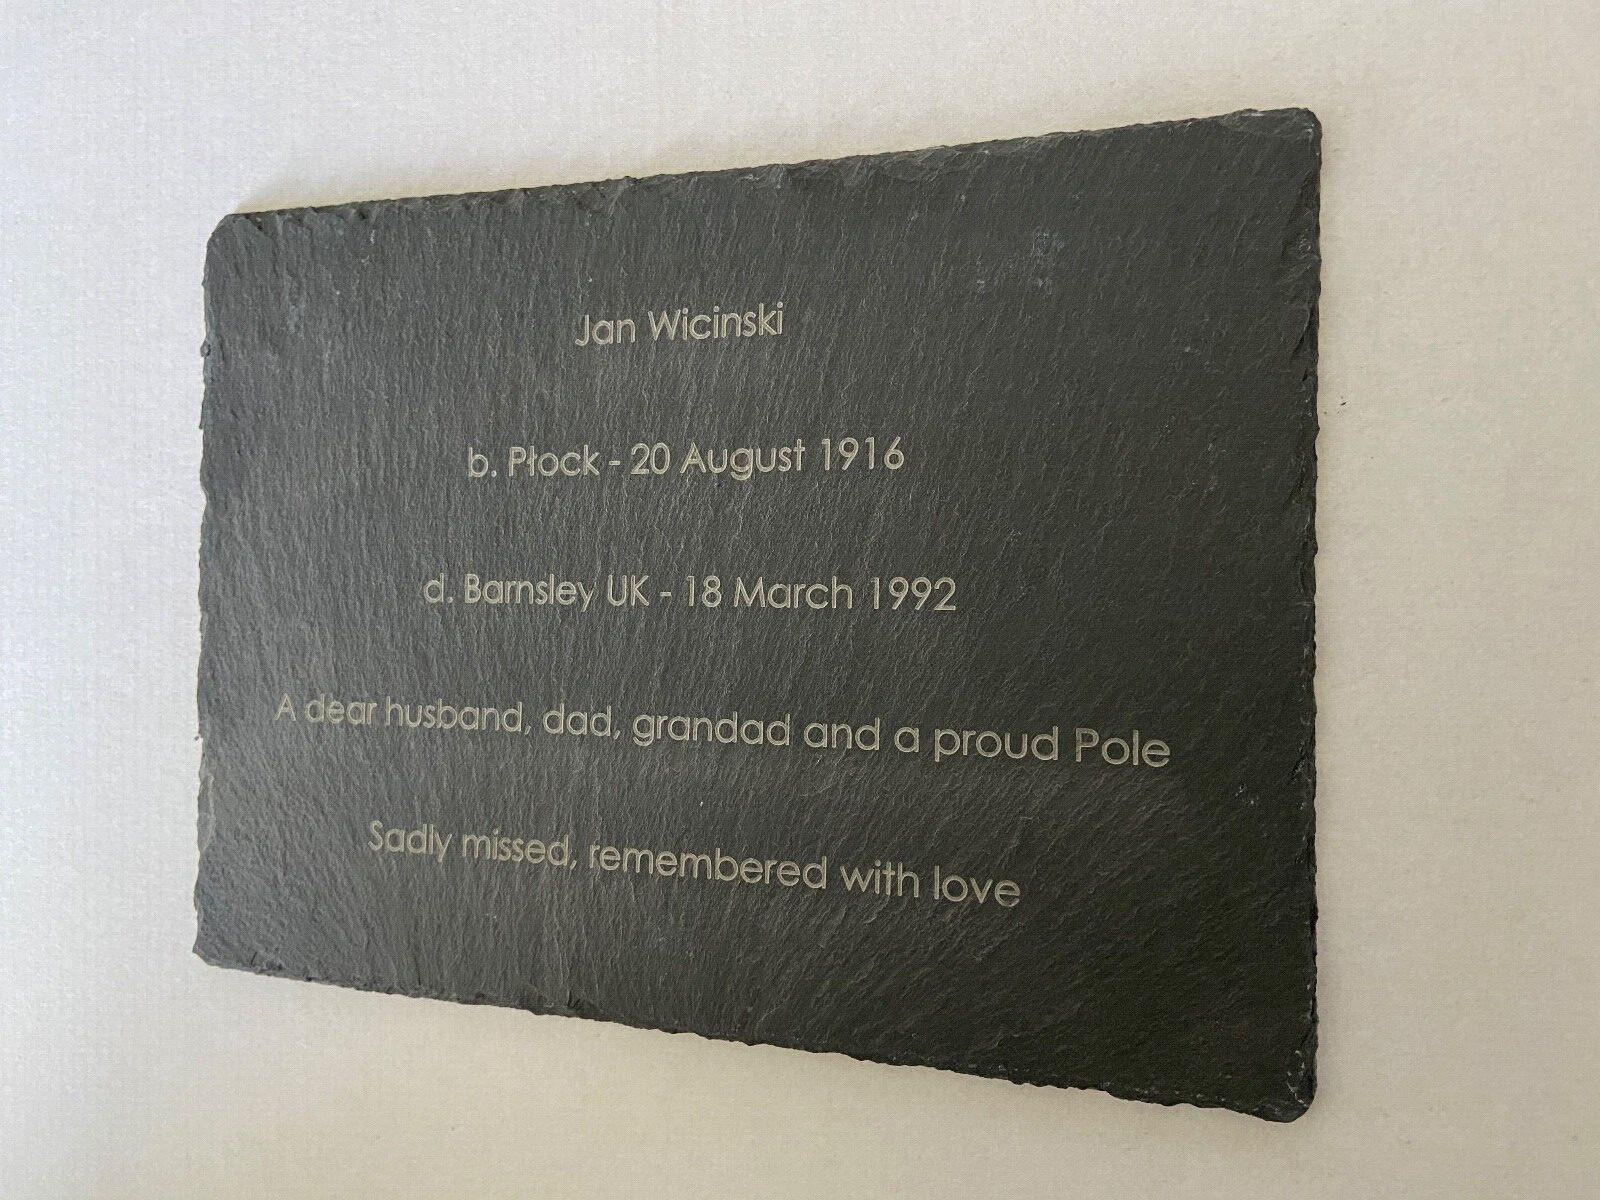 Jan Wicinski
b. Płock - 20 August 1916
d. Barnsley UK - 18 March 1992
A dear husband, dad, grandad and a proud Pole
Sadly missed, remembered with love